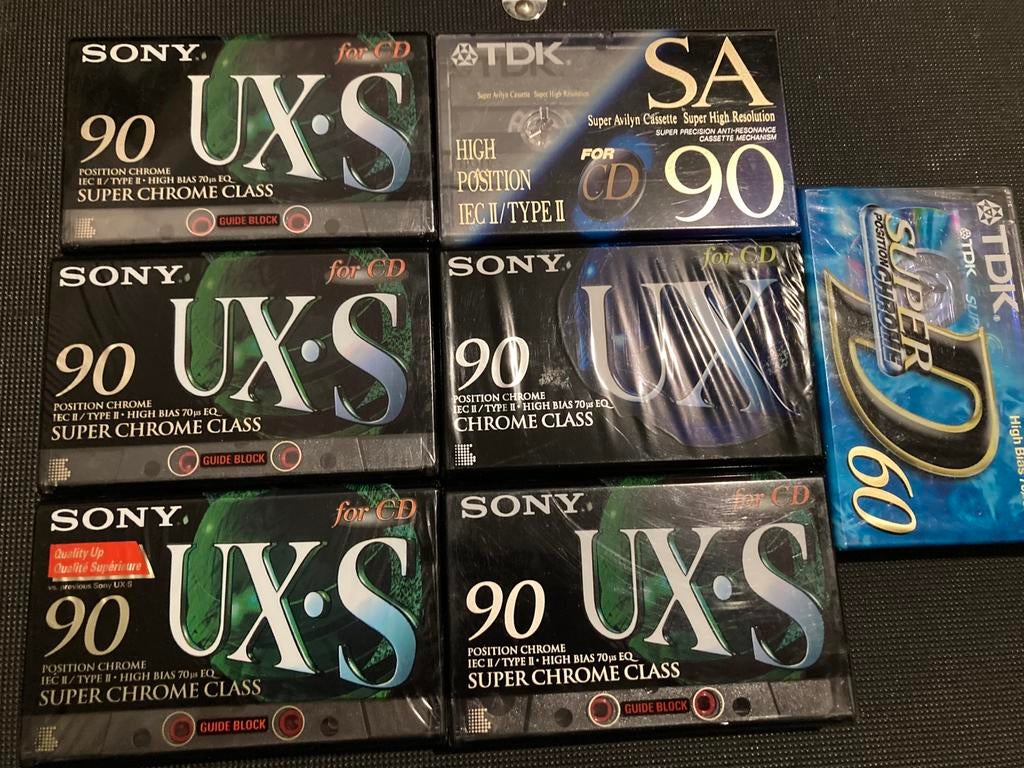 SONY.
for CD
UX·S
90
POSITION CHROME
IEC II / TYPE II · HIGH BIAS 70µs EQ
SUPER CHROME CLASS
GUIDE BLOCK
TDK.
SA
Super Avilyn Cassette Super High Resolution
Super Avilyn Cassette Super High Resolution
SUPER PRECISION ANTI-RESONANCE
CASSETTE MECHANISM
HIGH
POSITION
IEC II / TYPE II
FOR
CD
90
SONY.
for CD
UX·S
90
POSITION CHROME
IEC II / TYPE II · HIGH BIAS 70µs EQ
SUPER CHROME CLASS
GUIDE BLOCK
SONY.
for CD
UX
90
POSITION CHROME
IEC II / TYPE II · HIGH BIAS 70µs EQ
CHROME CLASS
TDK.
TDK
SUPER
POSITION CHROME
D
60
High Bias
SONY.
for CD
Quality Up
Qualité Supérieure
vs. previous Sony UX-S
UX·S
90
POSITION CHROME
IEC II / TYPE II · HIGH BIAS 70µs EQ
SUPER CHROME CLASS
GUIDE BLOCK
SONY.
for CD
UX·S
90
POSITION CHROME
IEC II / TYPE II · HIGH BIAS 70µs EQ
SUPER CHROME CLASS
GUIDE BLOCK